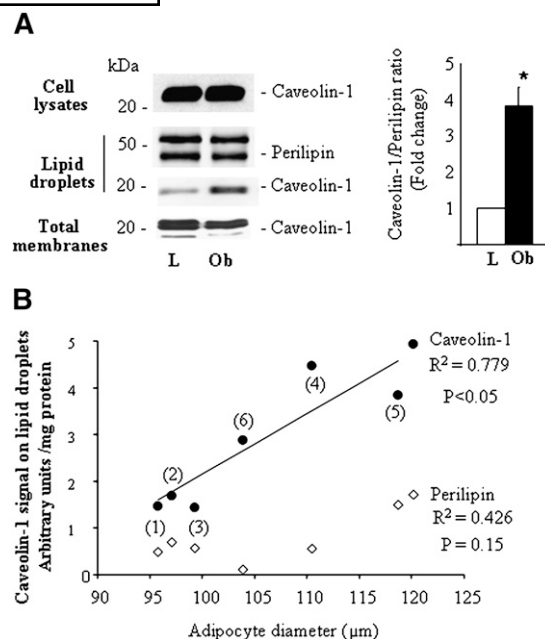 A
kDa
Cell
lysates
20 -
- Caveolin-1
Lipid
droplets
50 -
- Perilipin
20 -
- Caveolin-1
Total
membranes
20 -
- Caveolin-1
L Ob
Caveolin-1/Perilipin ratio
(Fold change)
5
4
3
2
1
*
L Ob
B
Caveolin-1 signal on lipid droplets
Arbitrary units /mg protein
5
4
3
2
1
0
(1)
(2)
(3)
(6)
(4)
(5)
Caveolin-1
R² = 0.779
P<0.05
Perilipin
R² = 0.426
P = 0.15
90 95 100 105 110 115 120 125
Adipocyte diameter (µm)